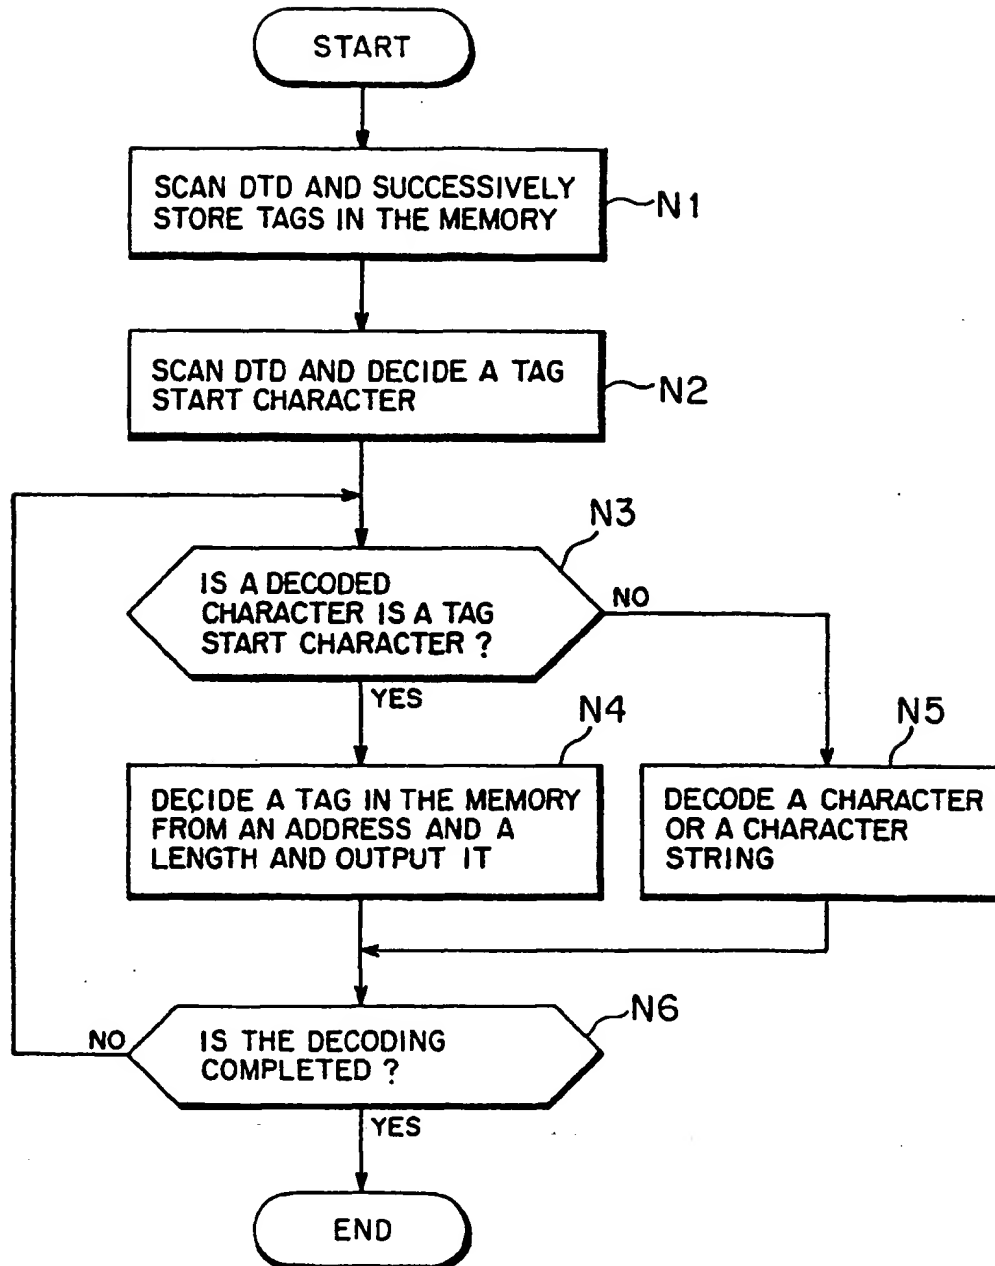 START
SCAN DTD AND SUCCESSIVELY
STORE TAGS IN THE MEMORY
N1
SCAN DTD AND DECIDE A TAG
START CHARACTER
N2
N3
IS A DECODED
CHARACTER IS A TAG
START CHARACTER ?
NO
YES
N4
N5
DECIDE A TAG IN THE MEMORY
FROM AN ADDRESS AND A
LENGTH AND OUTPUT IT
DECODE A CHARACTER
OR A CHARACTER
STRING
N6
NO
IS THE DECODING
COMPLETED ?
YES
END